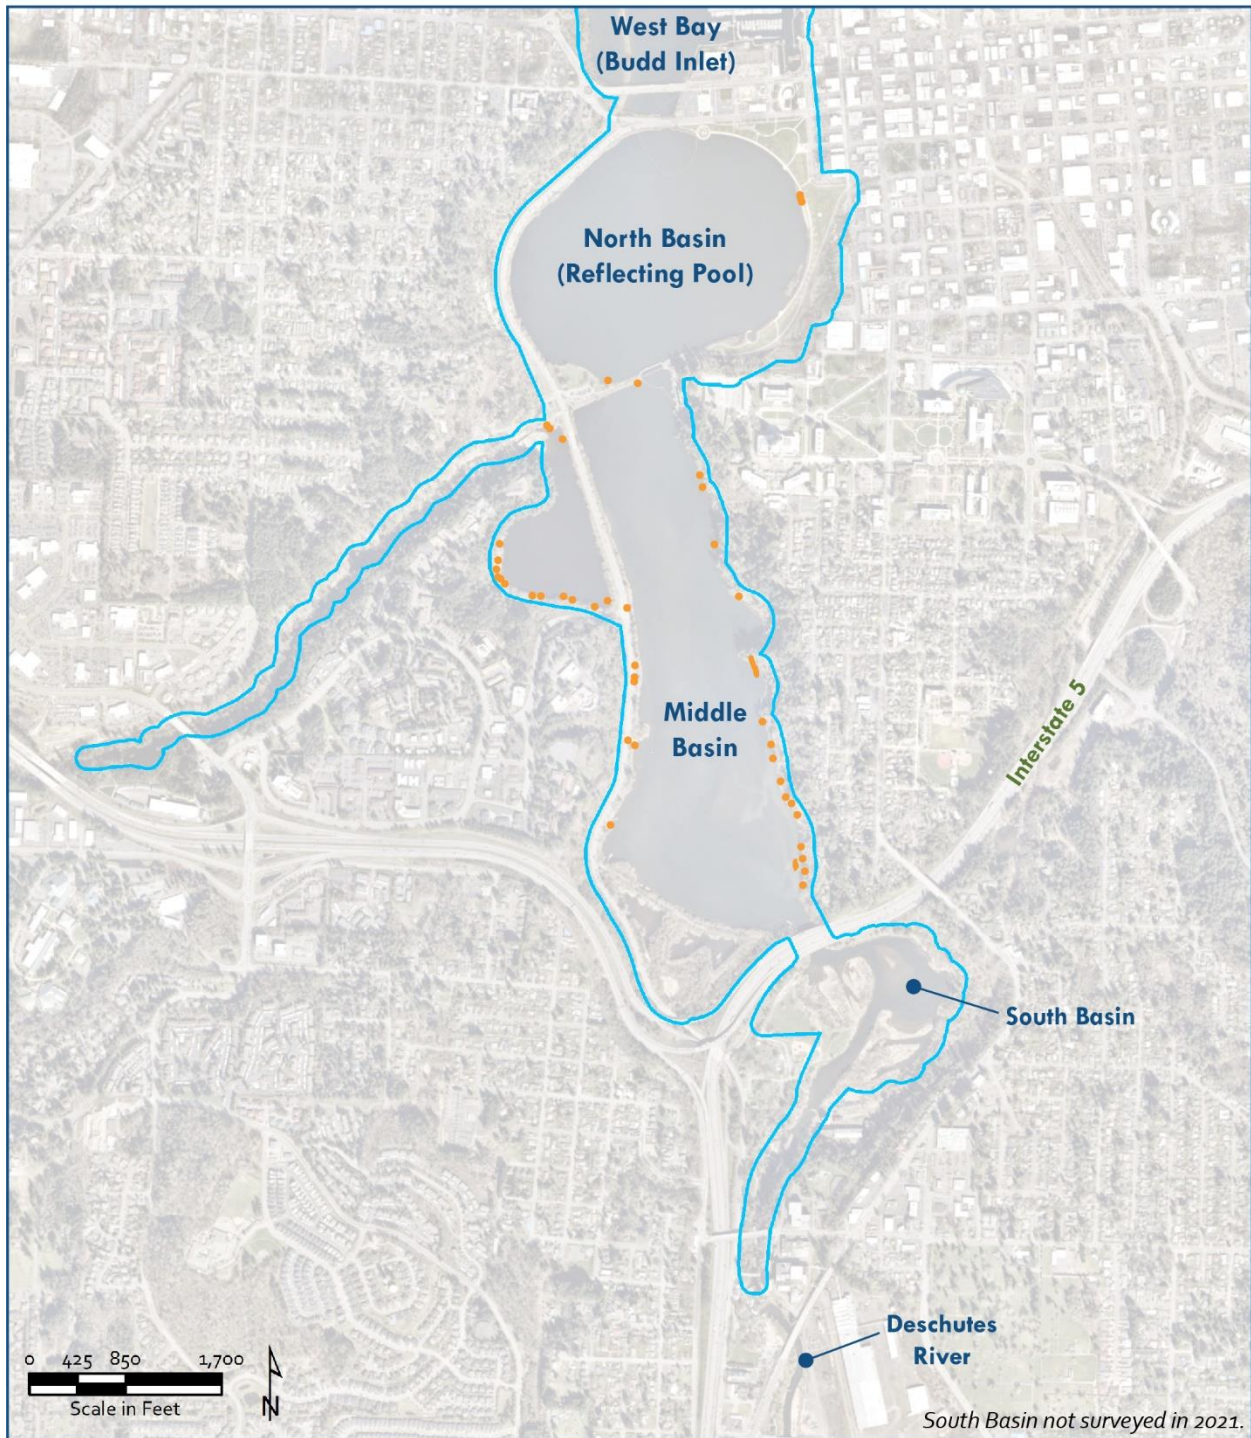 West Bay
(Budd Inlet)
North Basin
(Reflecting Pool)
Middle
Basin
Interstate 5
South Basin
Deschutes
River
0 425 850 1,700
Scale in Feet
N
South Basin not surveyed in 2021.